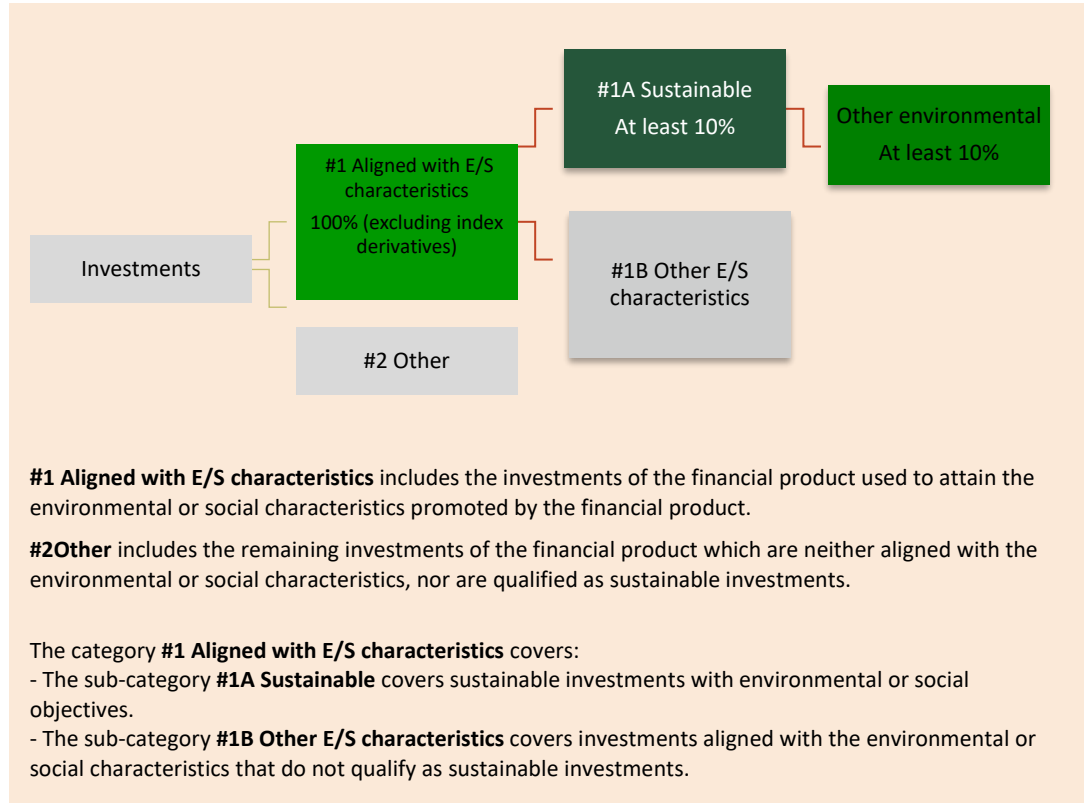 #1A Sustainable
At least 10%
Other environmental
At least 10%
#1 Aligned with E/S
characteristics
100% (excluding index
derivatives)
Investments
#1B Other E/S
characteristics
#2 Other
#1 Aligned with E/S characteristics includes the investments of the financial product used to attain the
environmental or social characteristics promoted by the financial product.
#2Other includes the remaining investments of the financial product which are neither aligned with the
environmental or social characteristics, nor are qualified as sustainable investments.
The category #1 Aligned with E/S characteristics covers:
- The sub-category #1A Sustainable covers sustainable investments with environmental or social
objectives.
- The sub-category #1B Other E/S characteristics covers investments aligned with the environmental or
social characteristics that do not qualify as sustainable investments.